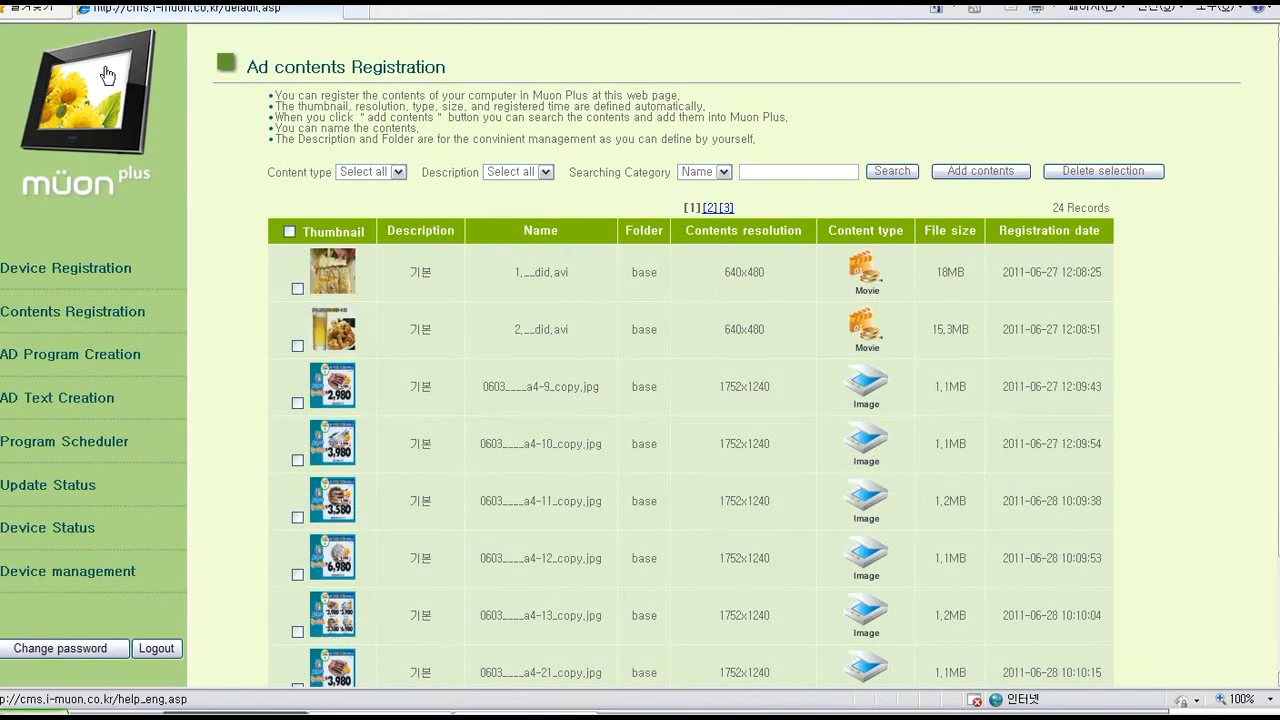 http://cms.i-muon.co.kr/default.asp
müon plus
Device Registration
Contents Registration
AD Program Creation
AD Text Creation
Program Scheduler
Update Status
Device Status
Device management
Change password Logout
Ad contents Registration
•You can register the contents of your computer in Muon Plus at this web page.
•The thumbnail, resolution, type, size, and registered time are defined automatically.
•When you click "add contents" button you can search the contents and add them into Muon Plus.
•You can name the contents.
•The Description and Folder are for the convinient management as you can define by yourself.
Content type Select all Description Select all Searching Category Name Search Add contents Delete selection
[1][2][3] 24 Records
Thumbnail Description Name Folder Contents resolution Content type File size Registration date
기본 1.__did.avi base 640x480 Movie 18MB 2011-06-27 12:08:25
기본 2.__did.avi base 640x480 Movie 15.3MB 2011-06-27 12:08:51
2,980 기본 0603____a4-9_copy.jpg base 1752x1240 Image 1.1MB 2011-06-27 12:09:43
3,980 기본 0603____a4-10_copy.jpg base 1752x1240 Image 1.1MB 2011-06-27 12:09:54
3,580 기본 0603____a4-11_copy.jpg base 1752x1240 Image 1.2MB 2011-06-28 10:09:38
6,980 기본 0603____a4-12_copy.jpg base 1752x1240 Image 1.1MB 2011-06-28 10:09:53
기본 0603____a4-13_copy.jpg base 1752x1240 Image 1.2MB 2011-06-28 10:10:04
3,980 기본 0603____a4-21_copy.jpg base 1752x1240 1.1MB 2011-06-28 10:10:15
p://cms.i-muon.co.kr/help_eng.asp 인터넷 100%